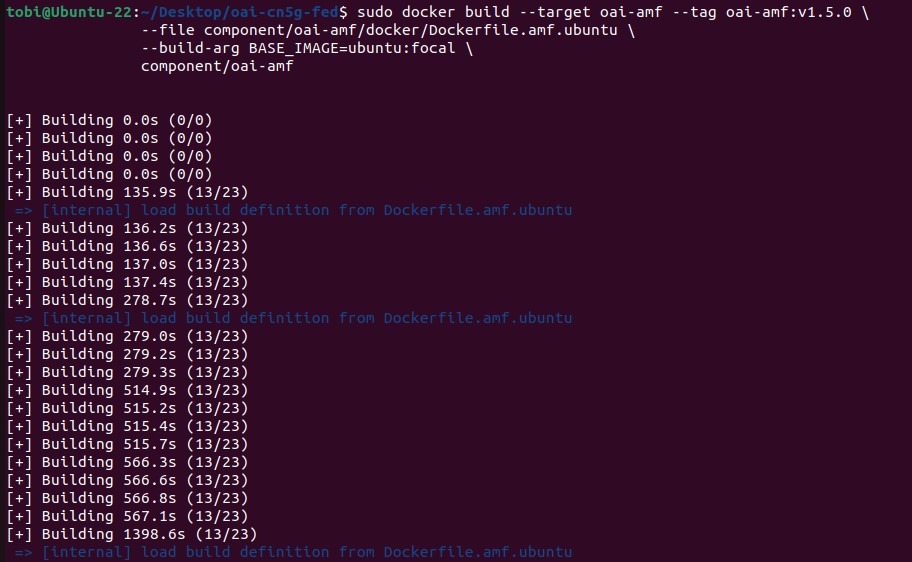 tobi@Ubuntu-22:~/Desktop/oai-cn5g-fed$ sudo docker build --target oai-amf --tag oai-amf:v1.5.0 \
--file component/oai-amf/docker/Dockerfile.amf.ubuntu \
--build-arg BASE_IMAGE=ubuntu:focal \
component/oai-amf
[+] Building 0.0s (0/0)
[+] Building 0.0s (0/0)
[+] Building 0.0s (0/0)
[+] Building 0.0s (0/0)
[+] Building 135.9s (13/23)
=> [internal] load build definition from Dockerfile.amf.ubuntu
[+] Building 136.2s (13/23)
[+] Building 136.6s (13/23)
[+] Building 137.0s (13/23)
[+] Building 137.4s (13/23)
[+] Building 278.7s (13/23)
=> [internal] load build definition from Dockerfile.amf.ubuntu
[+] Building 279.0s (13/23)
[+] Building 279.2s (13/23)
[+] Building 279.3s (13/23)
[+] Building 514.9s (13/23)
[+] Building 515.2s (13/23)
[+] Building 515.4s (13/23)
[+] Building 515.7s (13/23)
[+] Building 566.3s (13/23)
[+] Building 566.6s (13/23)
[+] Building 566.8s (13/23)
[+] Building 567.1s (13/23)
[+] Building 1398.6s (13/23)
=> [internal] load build definition from Dockerfile.amf.ubuntu